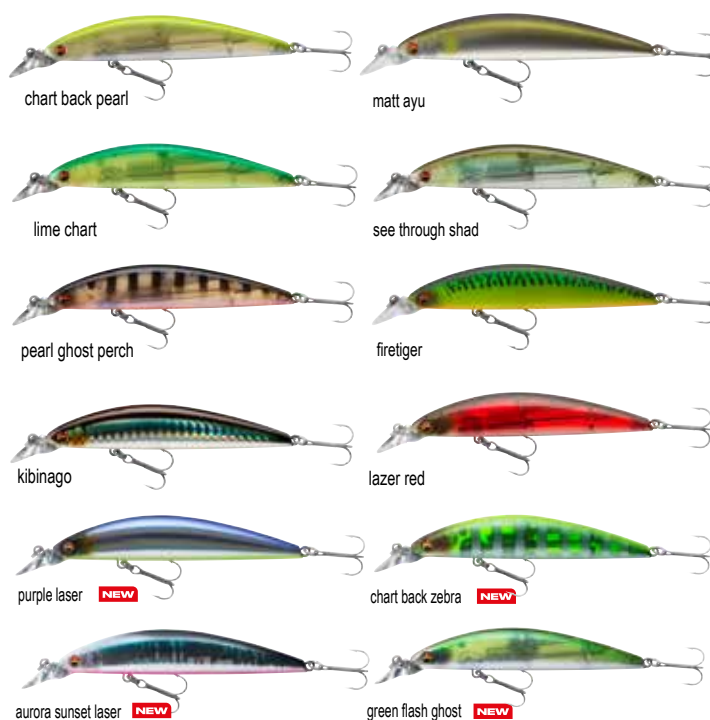 chart back pearl
matt ayu
lime chart
see through shad
pearl ghost perch
firetiger
kibinago
lazer red
purple laser NEW
chart back zebra NEW
aurora sunset laser NEW
green flash ghost NEW